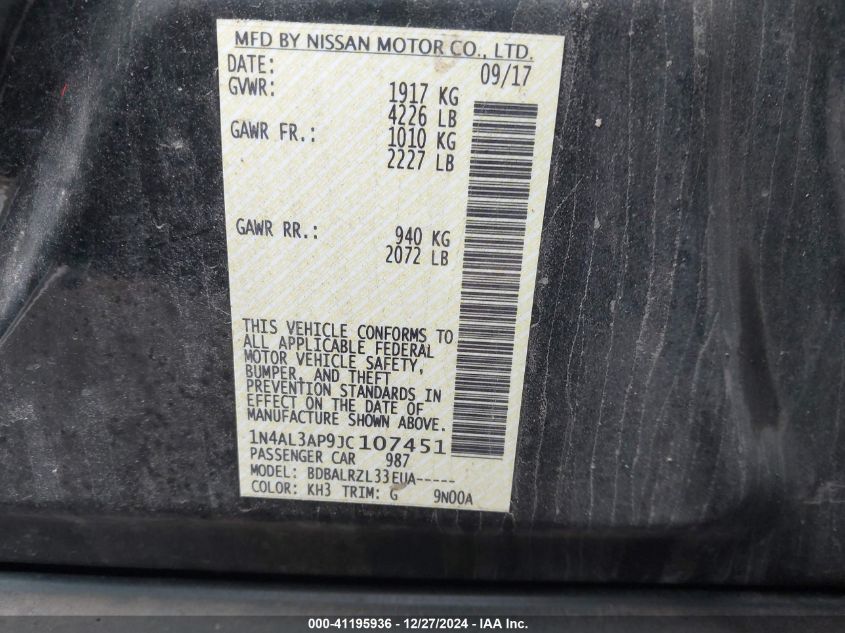 MFD BY NISSAN MOTOR CO., LTD.
DATE: 09/17
GVWR: 1917 KG
4226 LB
GAWR FR.: 1010 KG
2227 LB
GAWR RR.: 940 KG
2072 LB
THIS VEHICLE CONFORMS TO
ALL APPLICABLE FEDERAL
MOTOR VEHICLE SAFETY,
BUMPER, AND THEFT
PREVENTION STANDARDS IN
EFFECT ON THE DATE OF
MANUFACTURE SHOWN ABOVE.
1N4AL3AP9JC107451
PASSENGER CAR 987
MODEL: BDBALRZL33EUA-----
COLOR: KH3 TRIM: G 9N00A
000-41195936 - 12/27/2024 - IAA Inc.